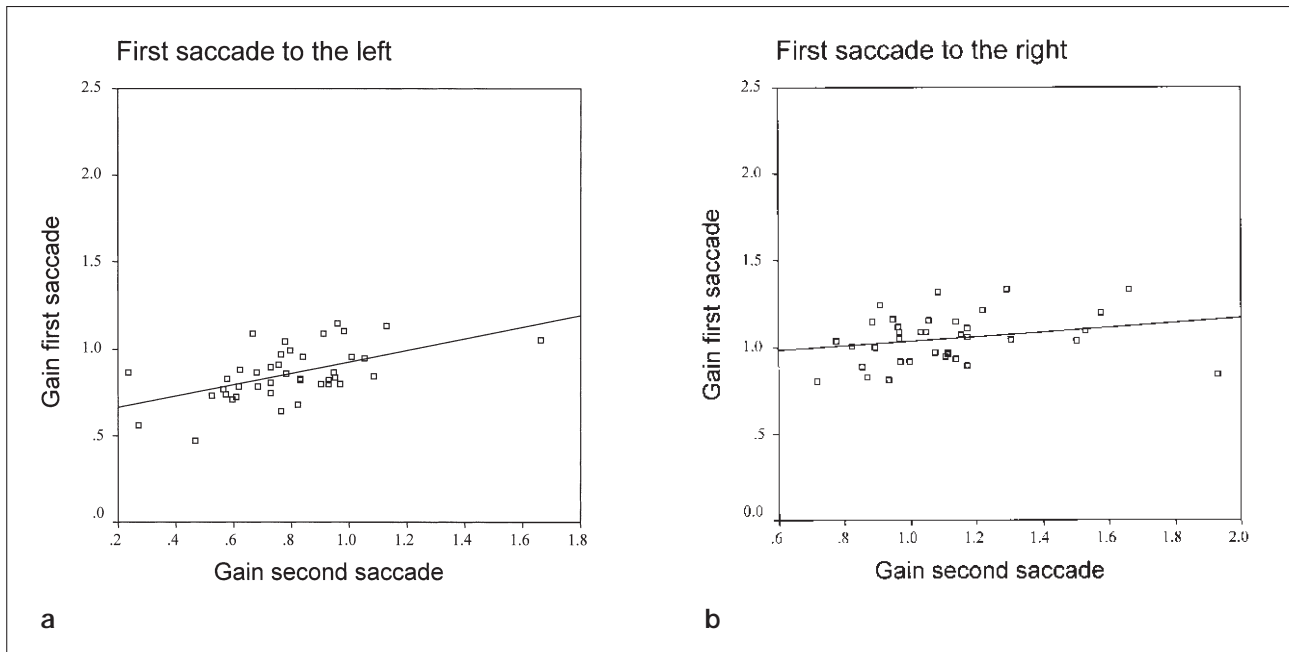 First saccade to the left
2.5
2.0
1.5
1.0
.5
.0
Gain first saccade
.2 .4 .6 .8 1.0 1.2 1.4 1.6 1.8
Gain second saccade
a
First saccade to the right
2.5
2.0
1.5
1.0
.5
0.0
Gain first saccade
.6 .8 1.0 1.2 1.4 1.6 1.8 2.0
Gain second saccade
b